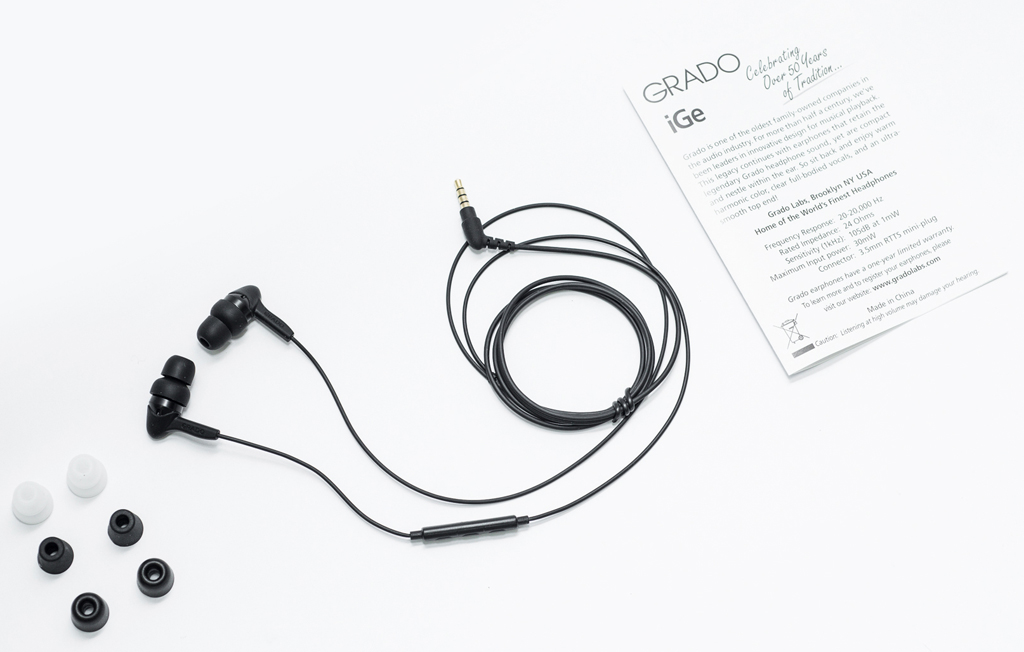 GRADO
Celebrating
Over 50 Years
of Tradition...
iGe
Grado is one of the oldest family-owned companies in
the audio industry. For more than half a century, we've
been leaders in innovative design for musical playback.
This legacy continues with earphones that retain the
legendary Grado headphone sound, yet are compact
and nestle within the ear. So sit back and enjoy warm
harmonic color, clear full-bodied vocals, and an ultra-
smooth top end!
Grado Labs, Brooklyn NY USA
Home of the World's Finest Headphones
Frequency Response: 20-20,000 Hz
Rated Impedance: 24 Ohms
Sensitivity (1kHz): 105dB at 1mW
Maximum input power: 30mW
Connector: 3.5mm RTTS mini-plug
Grado earphones have a one-year limited warranty.
To learn more and to register your earphones, please
visit our website: www.gradolabs.com
Made in China
Caution: Listening at high volume may damage your hearing.